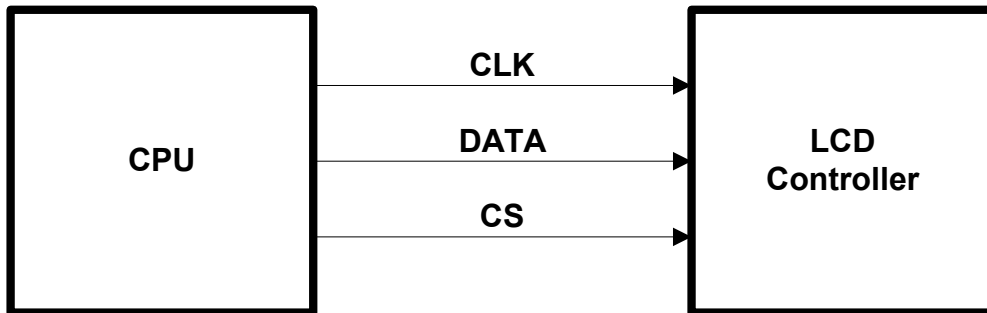 CPU
CLK
DATA
CS
LCD
Controller